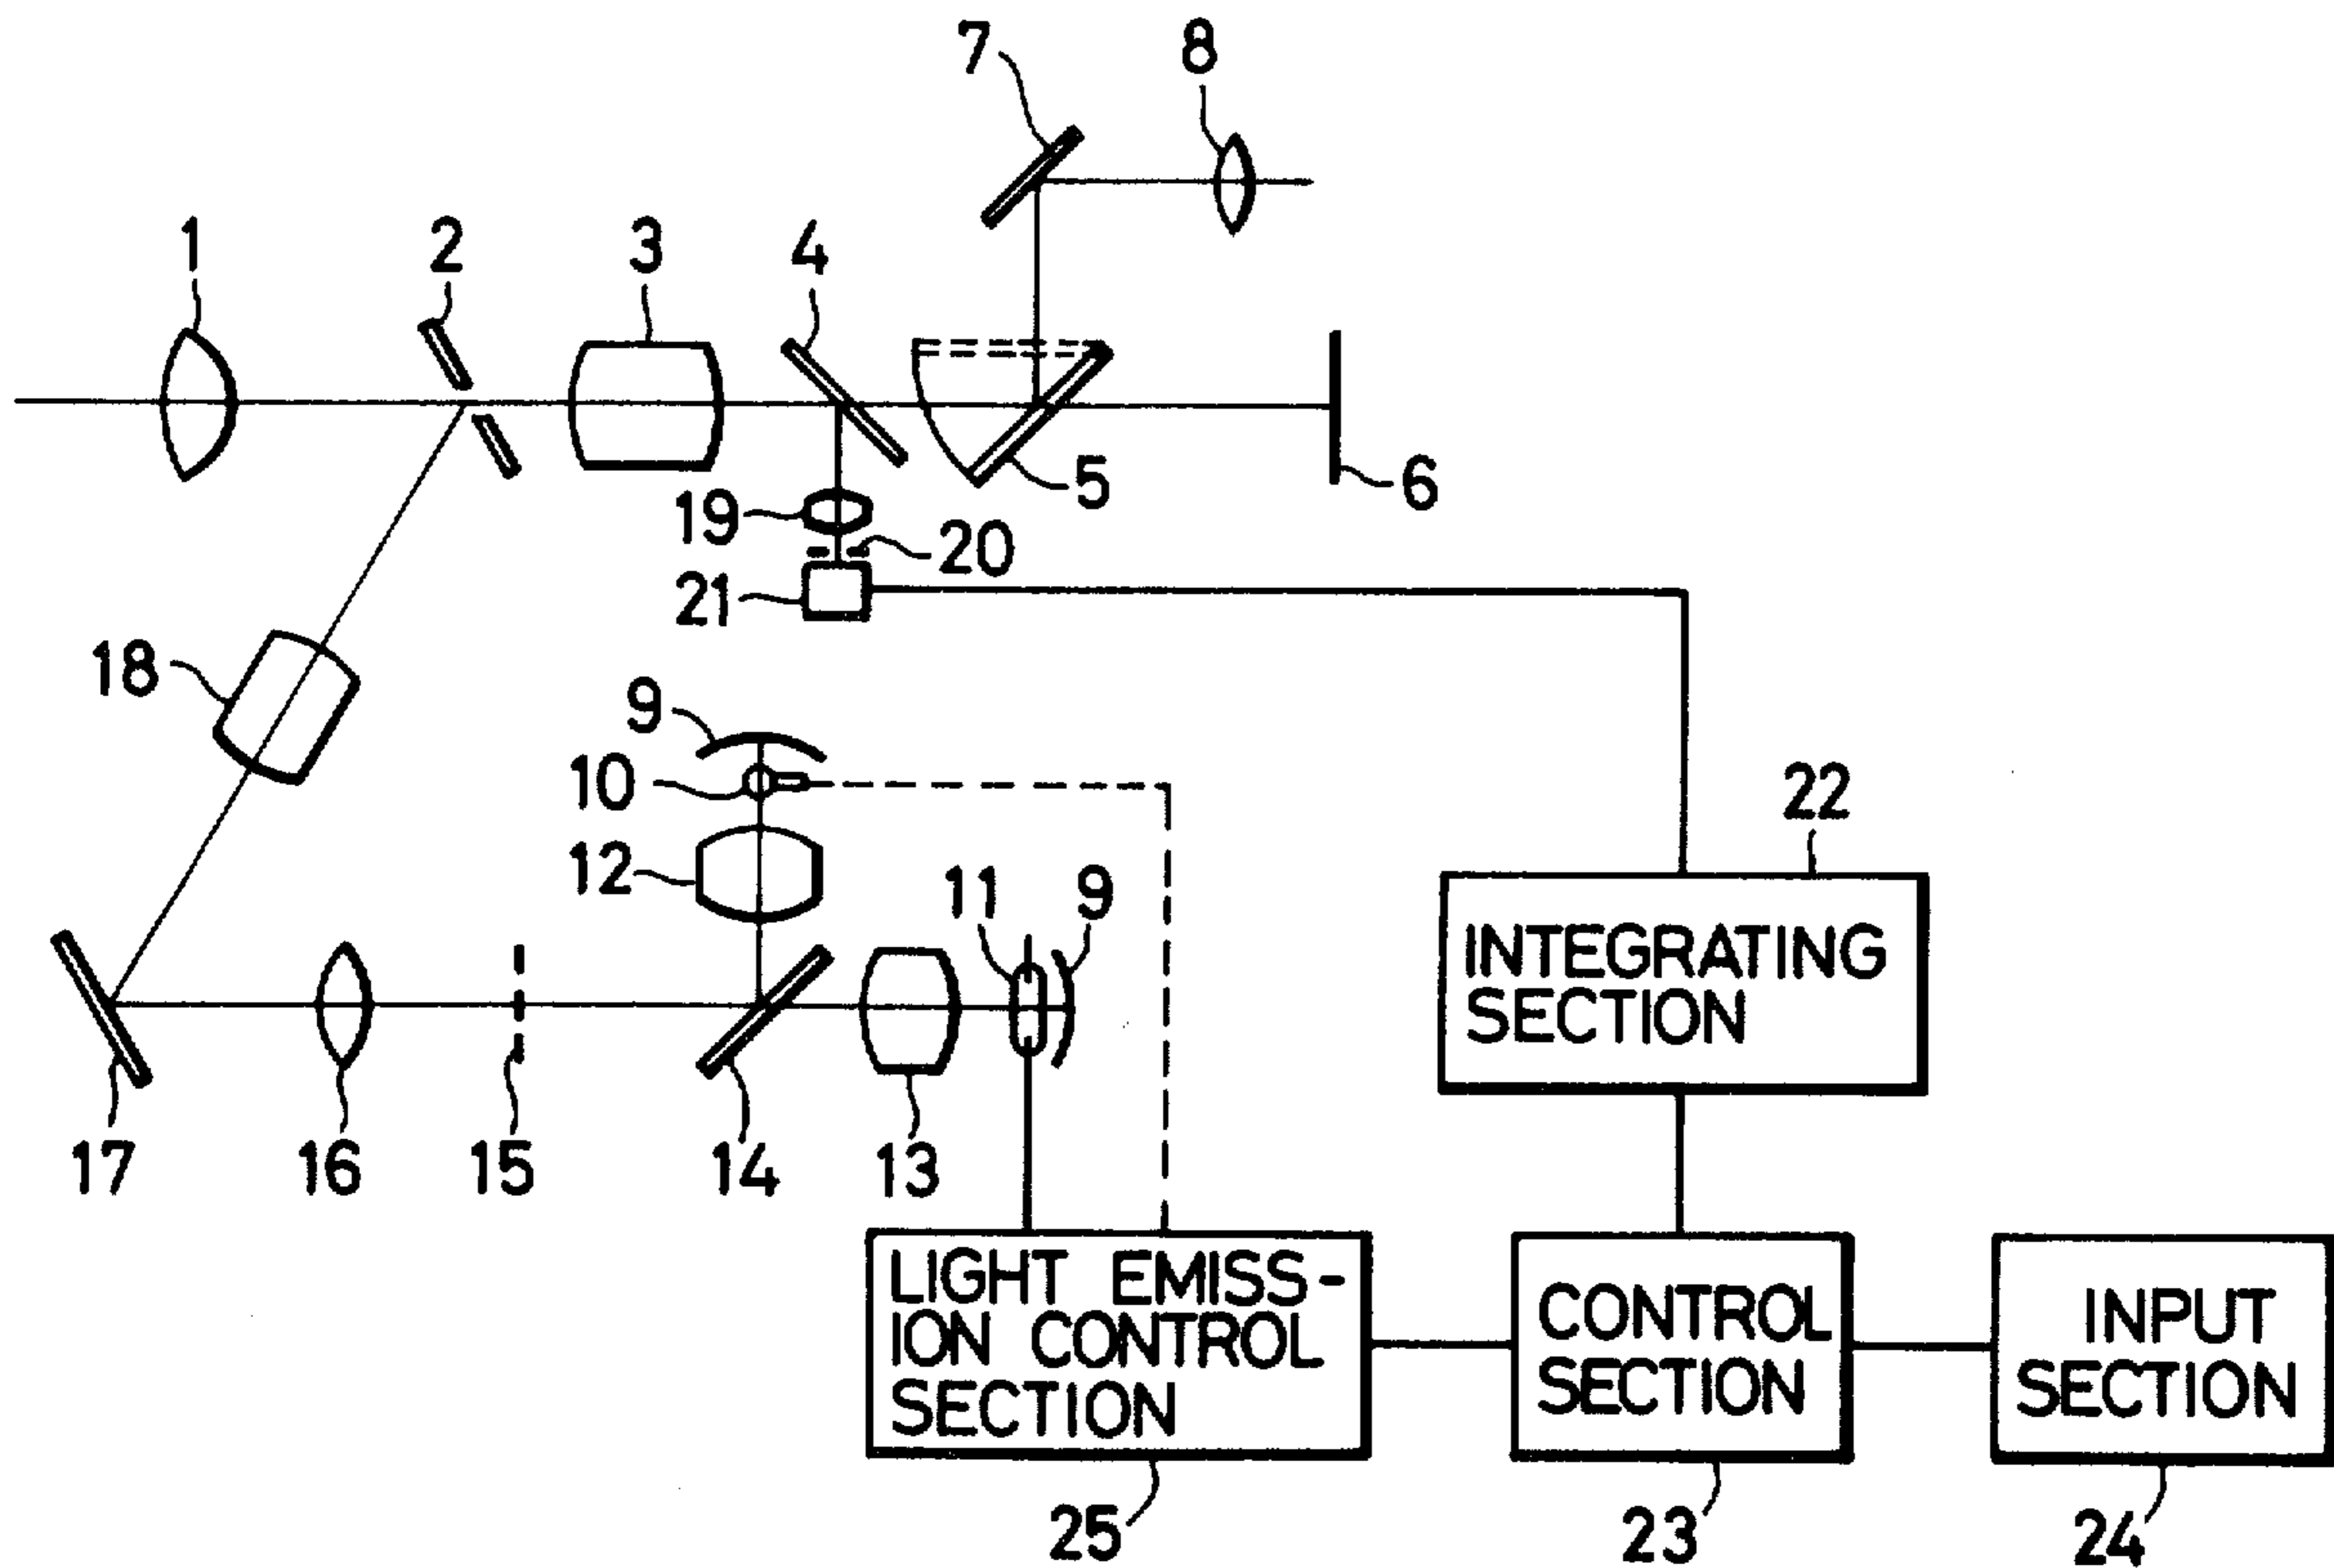 7
8
1
2
3
4
5
6
19
20
21
18
9
10
12
11
9
22
INTEGRATING
SECTION
17
16
15
14
13
LIGHT EMISS-
ION CONTROL
SECTION
CONTROL
SECTION
INPUT
SECTION
25
23
24